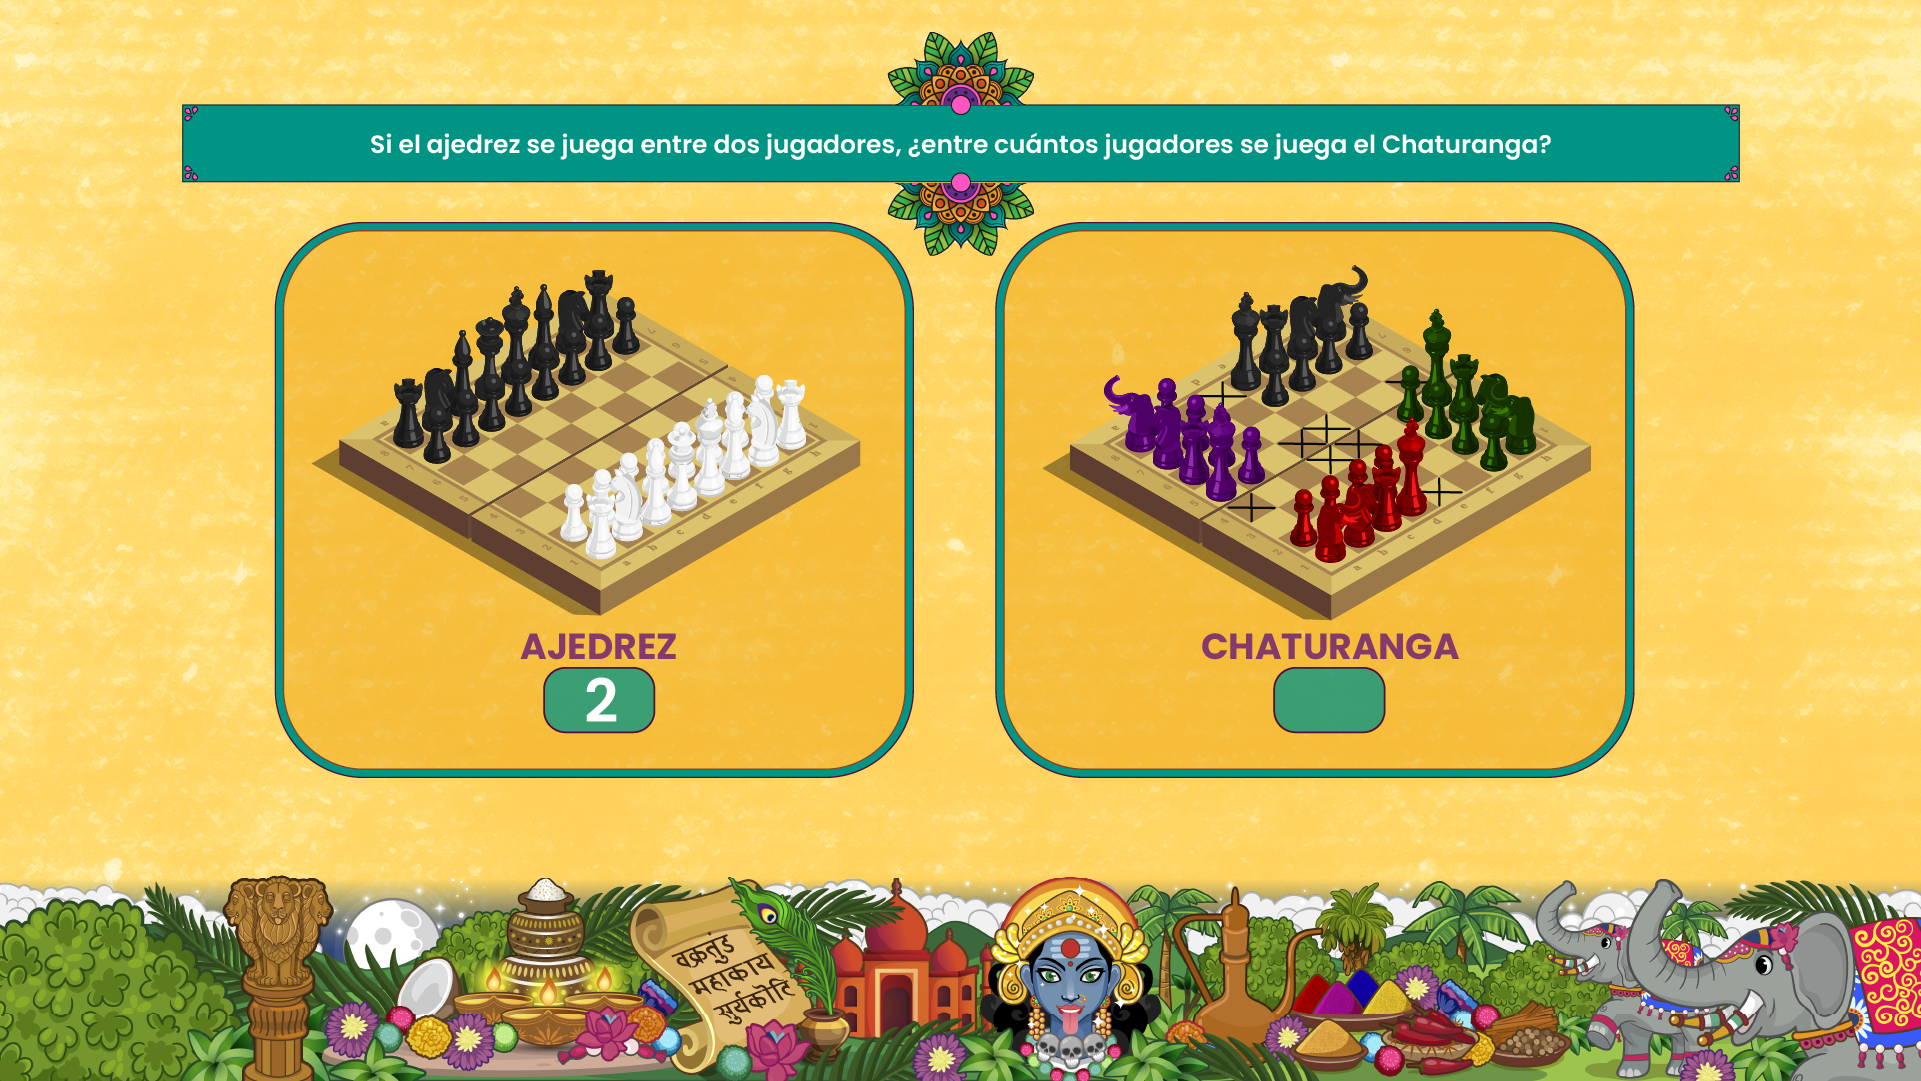 Si el ajedrez se juega entre dos jugadores, ¿entre cuántos jugadores se juega el Chaturanga?
AJEDREZ
2
CHATURANGA
वक्रतुंड
महाकाय
सुर्यकोटि